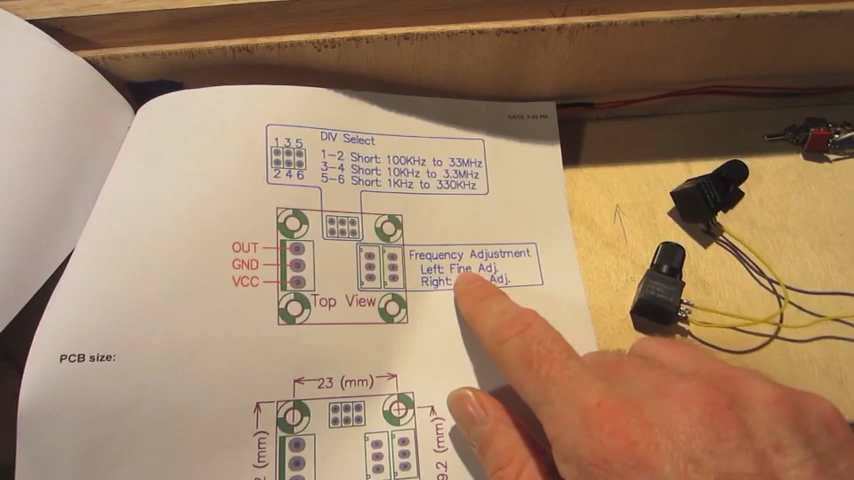 DIV Select
1 3 5
2 4 6
1-2 Short: 100KHz to 33MHz
3-4 Short: 10KHz to 3.3MHz
5-6 Short: 1KHz to 330KHz
OUT
GND
VCC
Top View
Frequency Adjustment
Left: Fine Adj.
Right: Adj.
PCB size:
23 (mm)
(mm)
9.2 (mm)